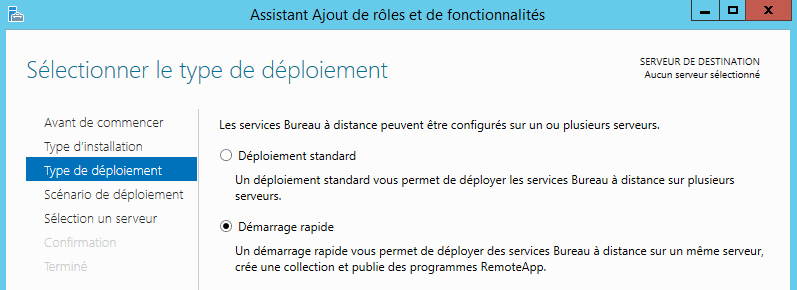 Assistant Ajout de rôles et de fonctionnalités
Sélectionner le type de déploiement
SERVEUR DE DESTINATION
Aucun serveur sélectionné
Avant de commencer
Type d'installation
Type de déploiement
Scénario de déploiement
Sélection un serveur
Confirmation
Terminé
Les services Bureau à distance peuvent être configurés sur un ou plusieurs serveurs.
Déploiement standard
Un déploiement standard vous permet de déployer les services Bureau à distance sur plusieurs
serveurs.
Démarrage rapide
Un démarrage rapide vous permet de déployer des services Bureau à distance sur un même serveur,
crée une collection et publie des programmes RemoteApp.